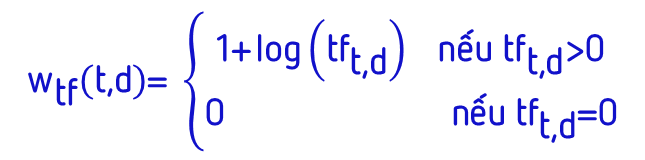 w_tf(t,d)= { 1+log(tf_t,d) nếu tf_t,d>0
0 nếu tf_t,d=0